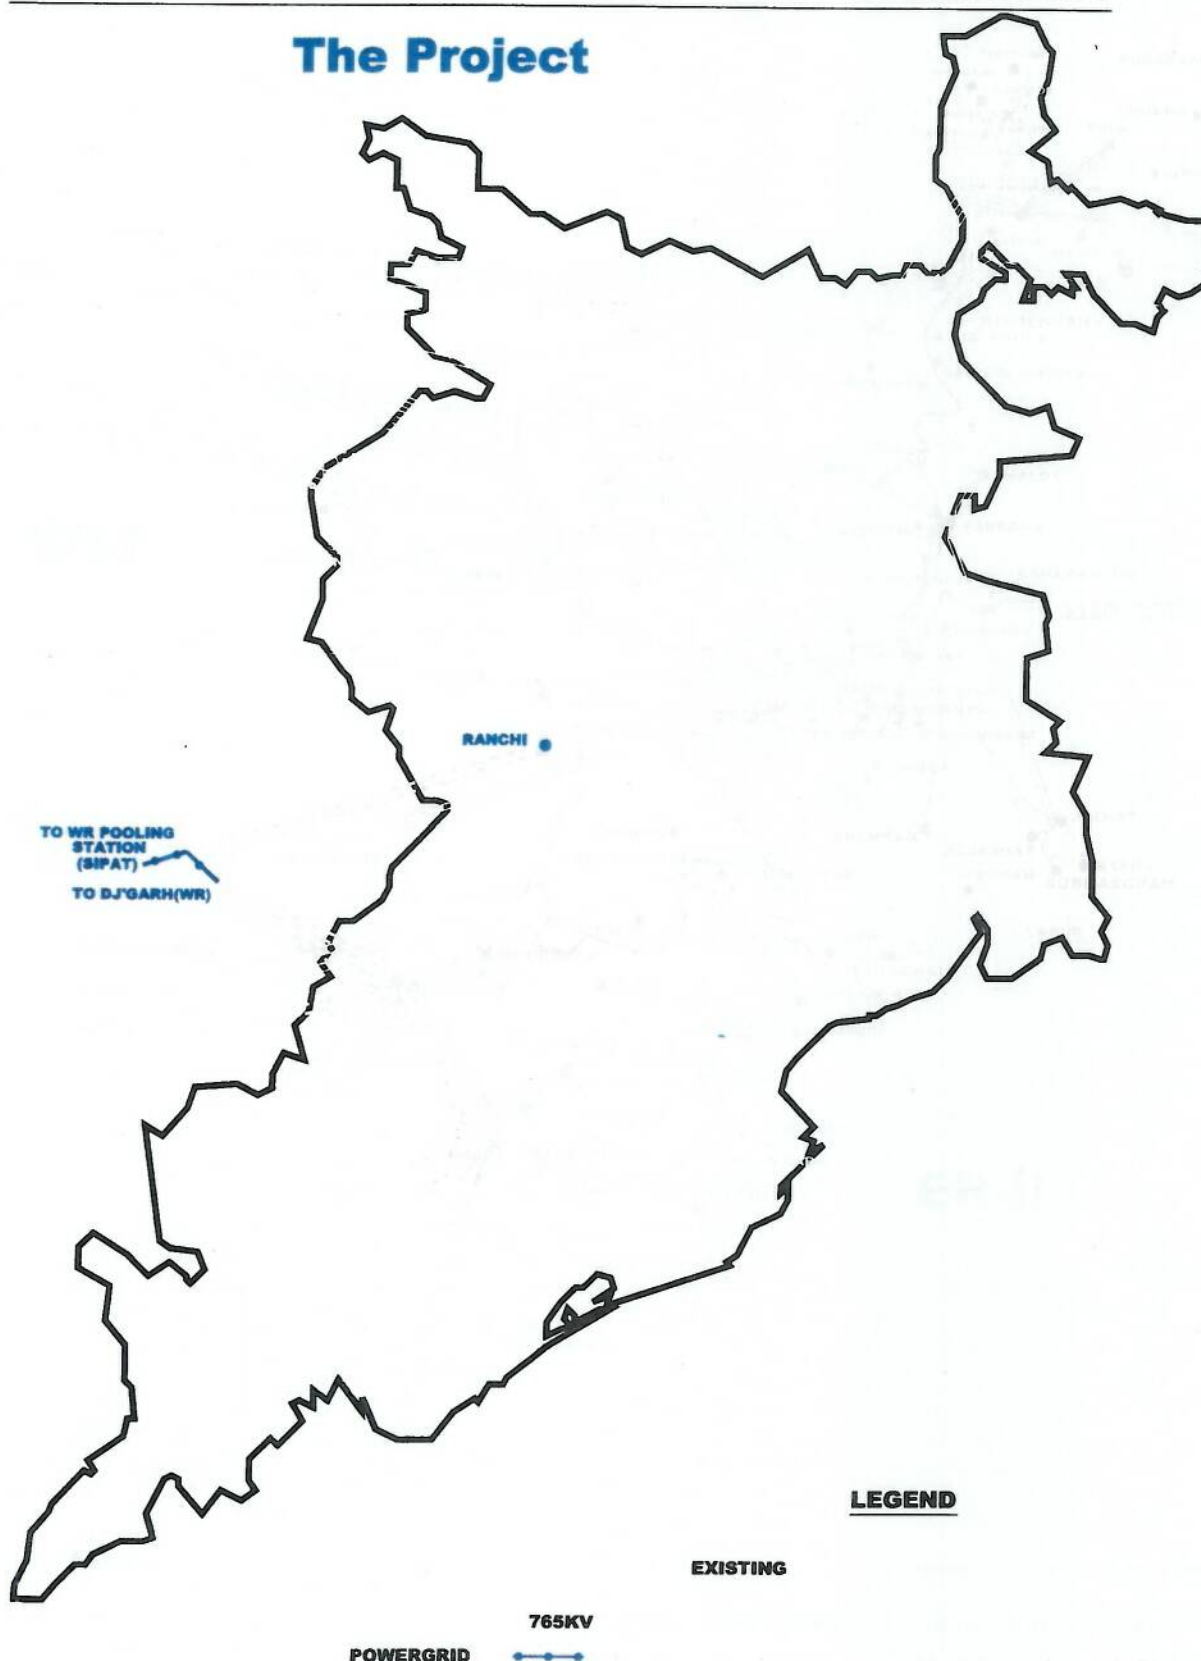 The Project
RANCHI
TO WR POOLING
STATION
(SIPAT)
TO DJ'GARH(WR)
LEGEND
EXISTING
765KV
POWERGRID